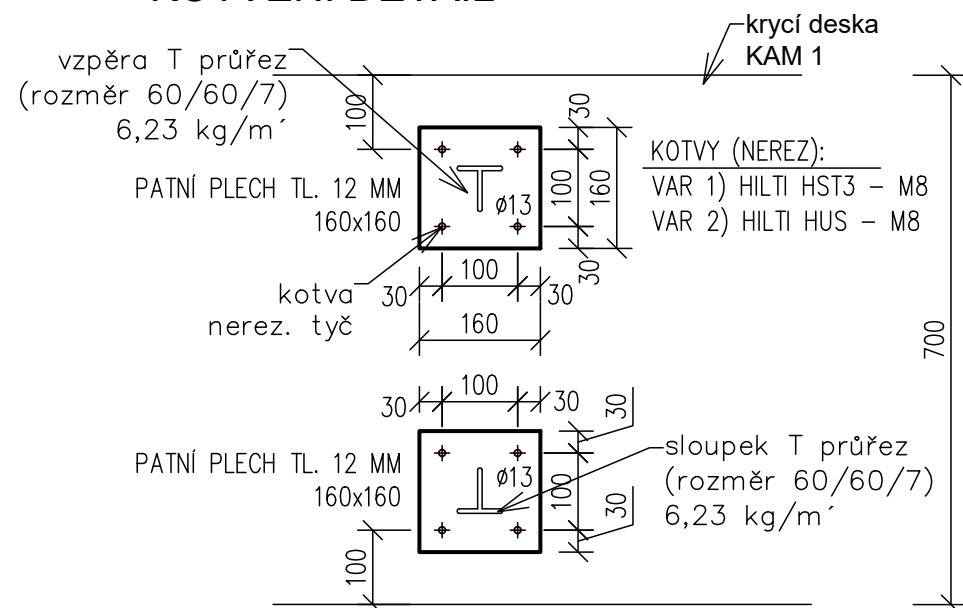 krycí deska
KAM 1
vzpěra T průřez
(rozměr 60/60/7)
6,23 kg/m´
100
30
100
160
30
KOTVY (NEREZ):
VAR 1) HILTI HST3 – M8
VAR 2) HILTI HUS – M8
PATNÍ PLECH TL. 12 MM
160x160
ø13
kotva
nerez. tyč
30
100
30
160
700
30
100
30
PATNÍ PLECH TL. 12 MM
160x160
ø13
30
100
30
sloupek T průřez
(rozměr 60/60/7)
6,23 kg/m´
100